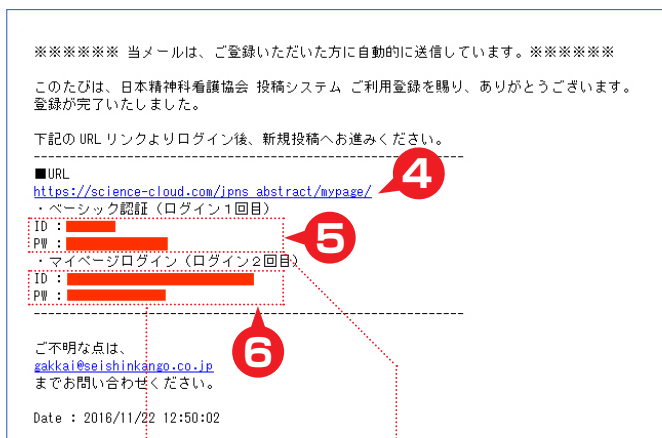 ※※※※※※ 当メールは、ご登録いただいた方に自動的に送信しています。※※※※※※
このたびは、日本精神科看護協会 投稿システム ご利用登録を賜り、ありがとうございます。
登録が完了いたしました。
下記の URL リンクよりログイン後、新規投稿へお進みください。
--------------------------------------------------------------
■URL
https://science-cloud.com/jpns_abstract/mypage/
4
・ベーシック認証（ログイン1回目）
ID :
PW :
5
・マイページログイン（ログイン2回目）
ID :
PW :
--------------------------------------------------------------
6
ご不明な点は、
gakkai@seishinkango.co.jp
までお問い合わせください。
Date : 2016/11/22 12:50:02